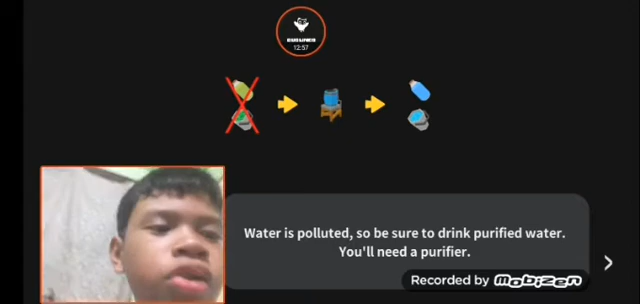 12:57
Water is polluted, so be sure to drink purified water.
You'll need a purifier.
Recorded by MOBIZEN